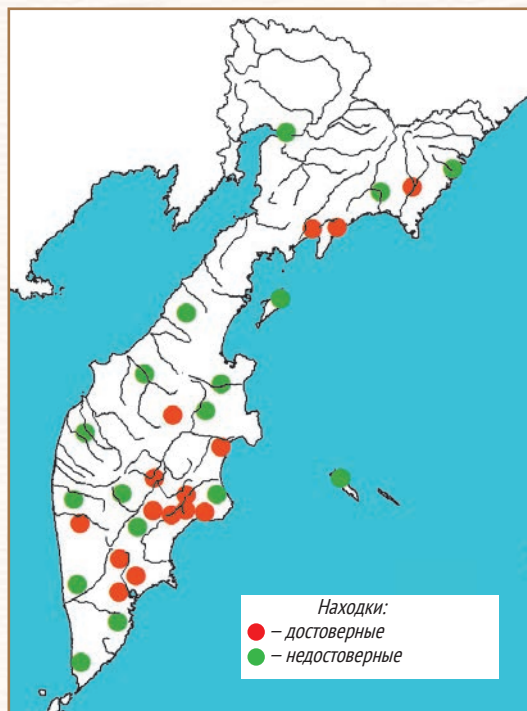 Находки:
– достоверные
– недостоверные